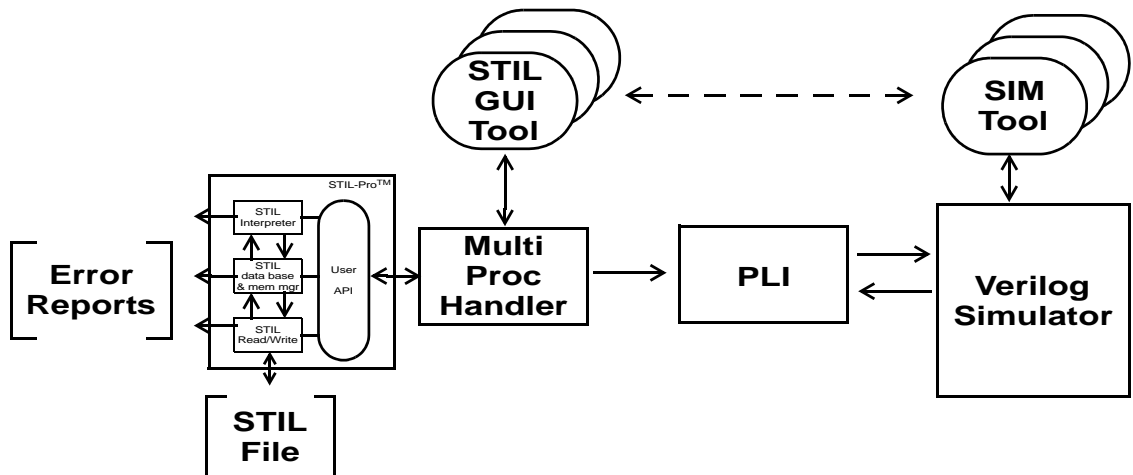 STIL
GUI
Tool
SIM
Tool
STIL-Pro™
STIL
Interpreter
STIL
data base
& mem mgr
STIL
Read/Write
User
API
Error
Reports
Multi
Proc
Handler
PLI
Verilog
Simulator
STIL
File